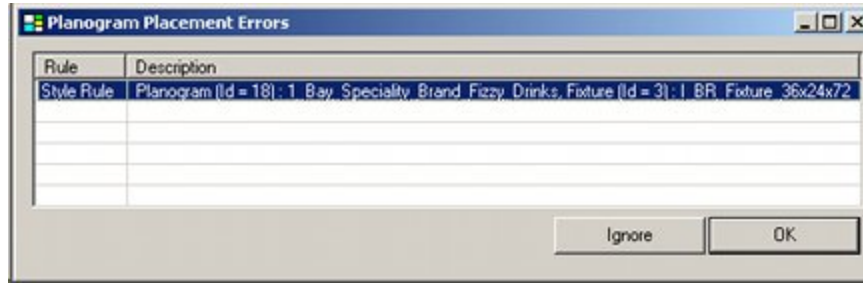 Planogram Placement Errors
Rule Description
Style Rule Planogram (Id = 18) : 1_Bay_Speciality_Brand_Fizzy_Drinks, Fixture (Id = 3) : I_BR_Fixture_36x24x72
Ignore OK